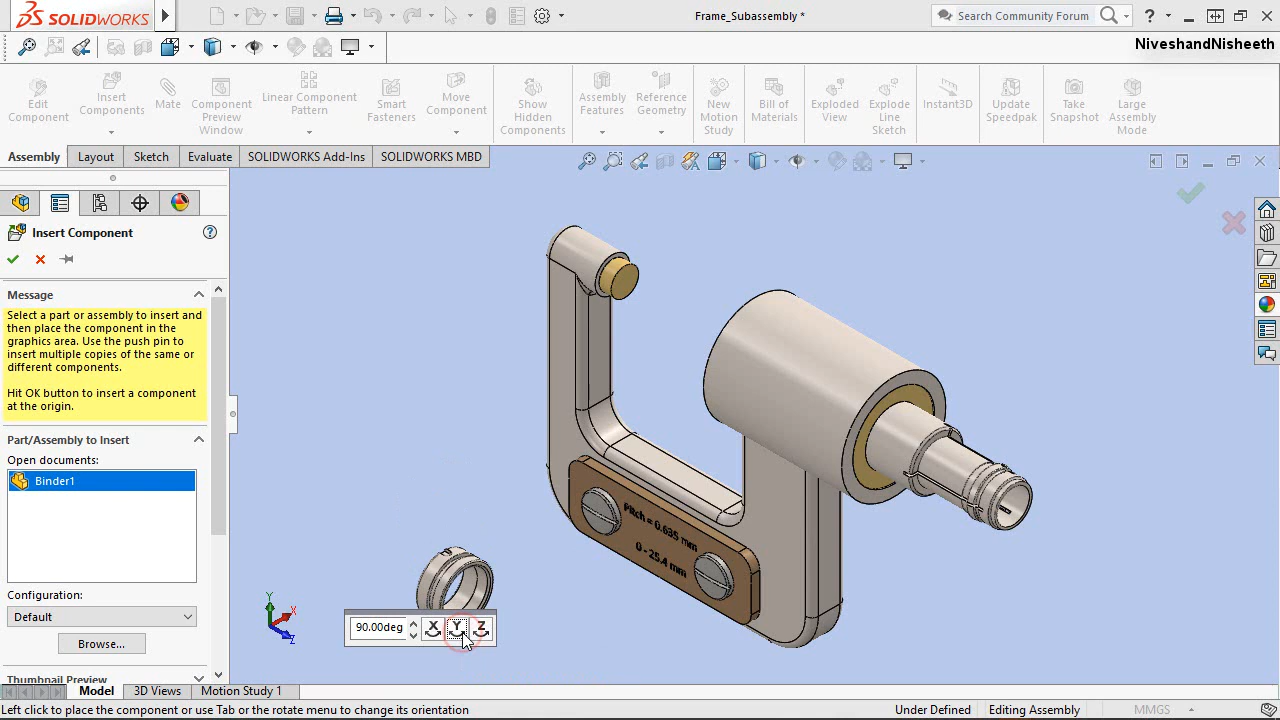 SOLIDWORKS
Frame_Subassembly *
Search Community Forum
?
NiveshandNisheeth
Edit Component
Insert Components
Mate
Component Preview Window
Linear Component Pattern
Smart Fasteners
Move Component
Show Hidden Components
Assembly Features
Reference Geometry
New Motion Study
Bill of Materials
Exploded View
Explode Line Sketch
Instant3D
Update Speedpak
Take Snapshot
Large Assembly Mode
Assembly
Layout
Sketch
Evaluate
SOLIDWORKS Add-Ins
SOLIDWORKS MBD
Insert Component
?
Message
Select a part or assembly to insert and
then place the component in the
graphics area. Use the push pin to
insert multiple copies of the same or
different components.
Hit OK button to insert a component
at the origin.
Part/Assembly to Insert
Open documents:
Binder1
Configuration:
Default
Browse...
Thumbnail Preview
PRch = 0.635 mm
0 - 25.4 mm
90.00deg
X
Y
Z
Y
X
Z
Model
3D Views
Motion Study 1
Left click to place the component or use Tab or the rotate menu to change its orientation
Under Defined
Editing Assembly
MMGS